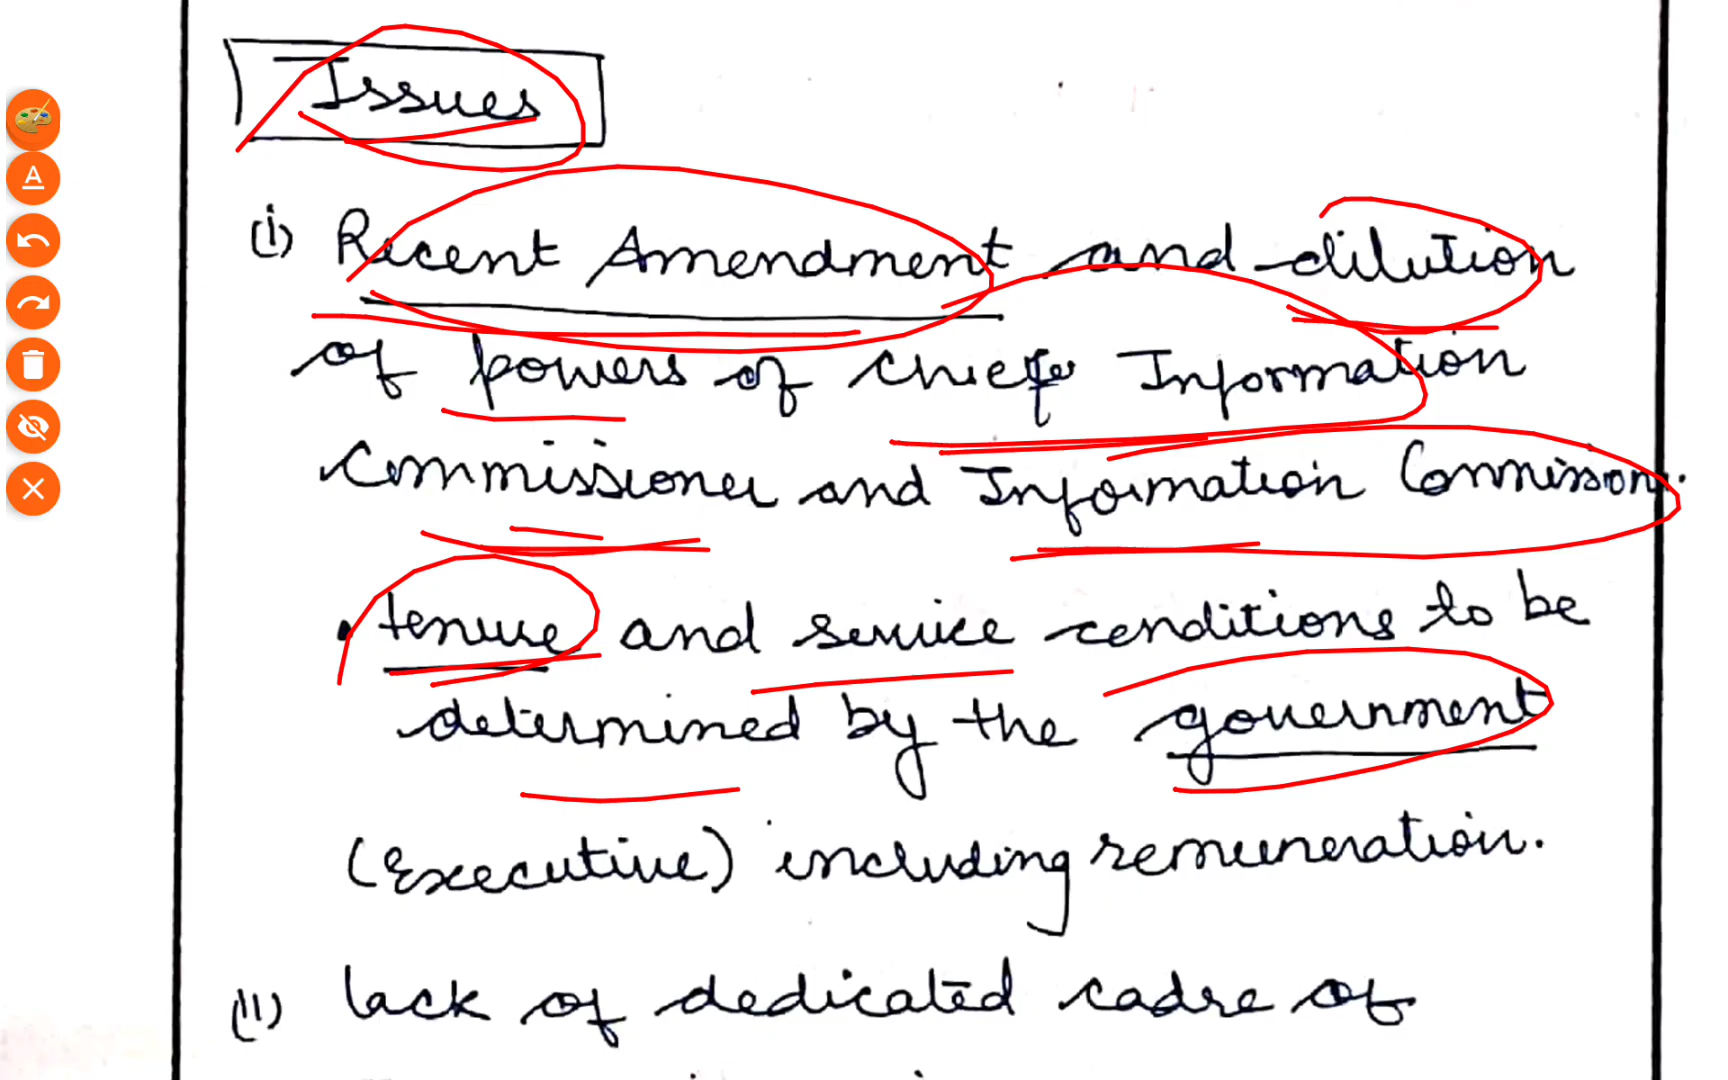 Issues
(i) Recent Amendment and dilution
of powers of chief Information
Commissioner and Information Commission.
• tenure and service conditions to be
determined by the government
(Executive) including remuneration.
(ii) lack of dedicated cadre of